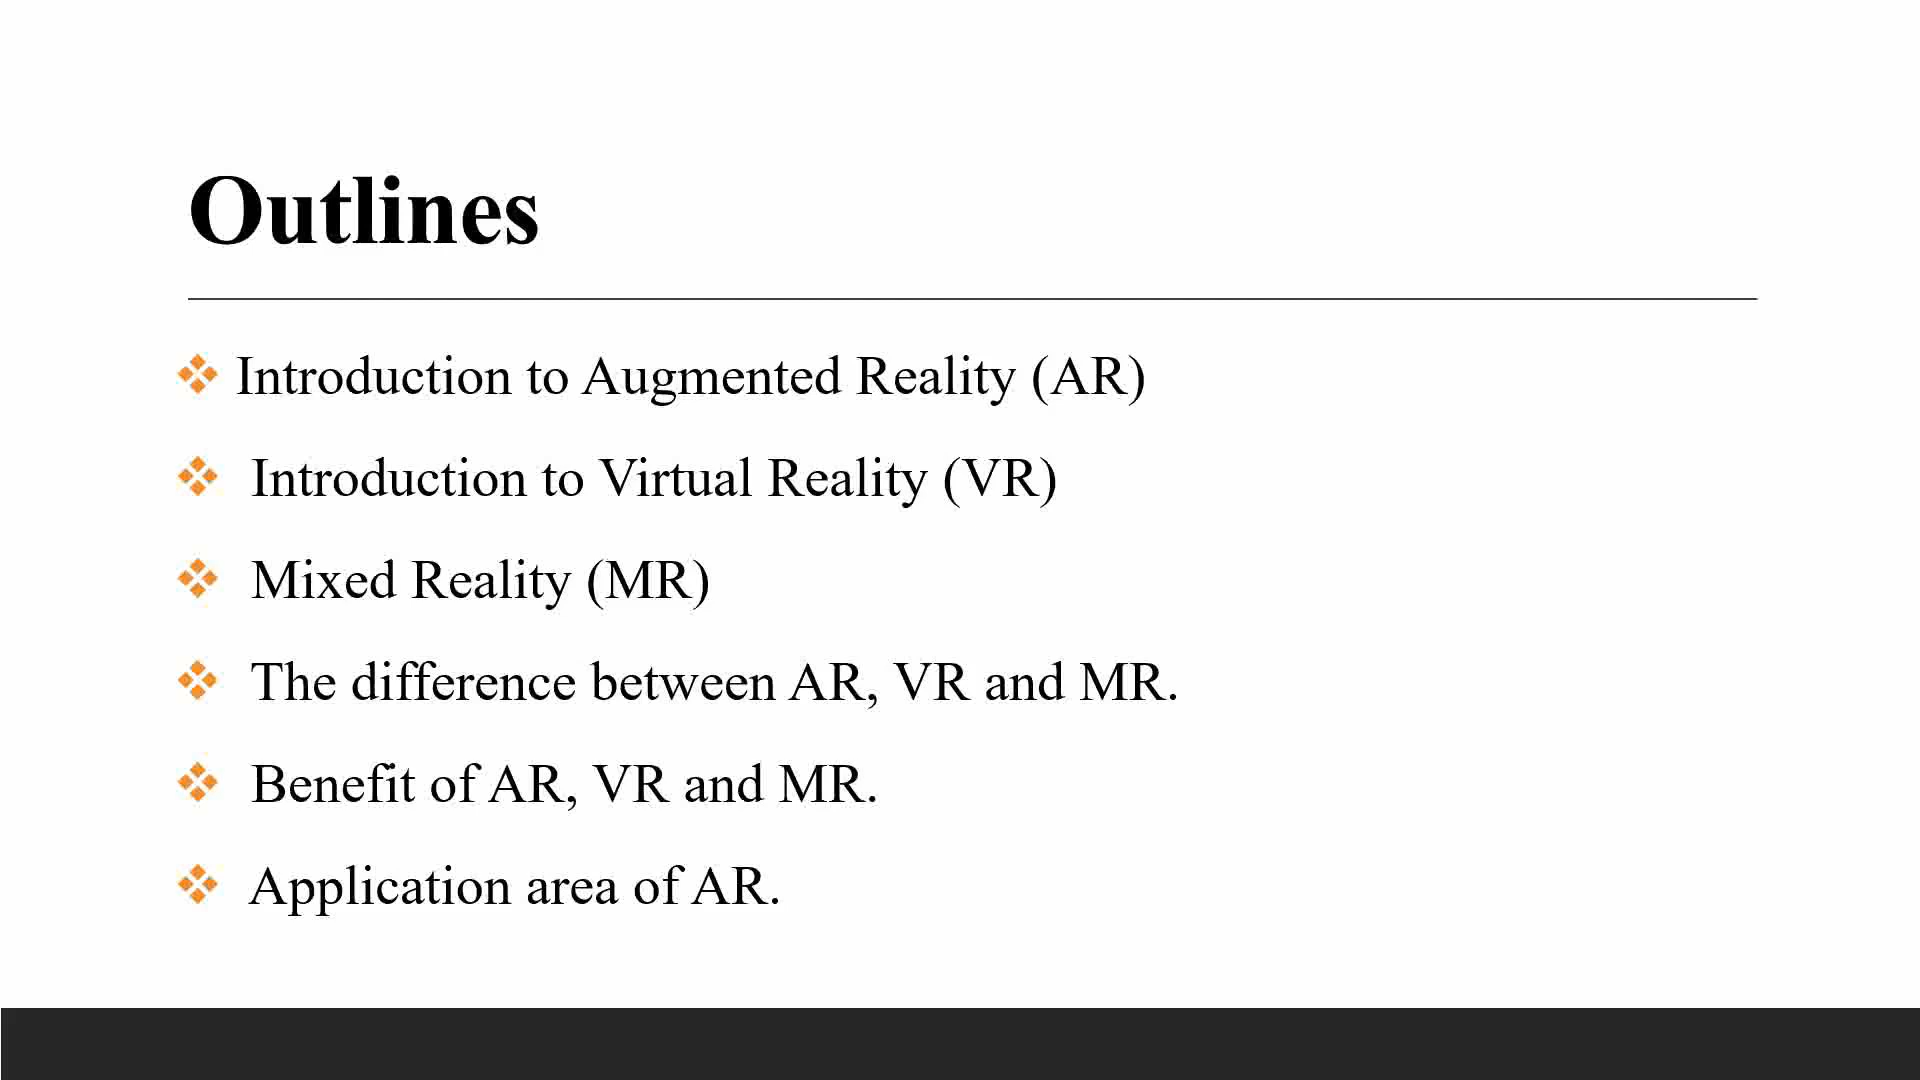 Outlines
Introduction to Augmented Reality (AR)
Introduction to Virtual Reality (VR)
Mixed Reality (MR)
The difference between AR, VR and MR.
Benefit of AR, VR and MR.
Application area of AR.